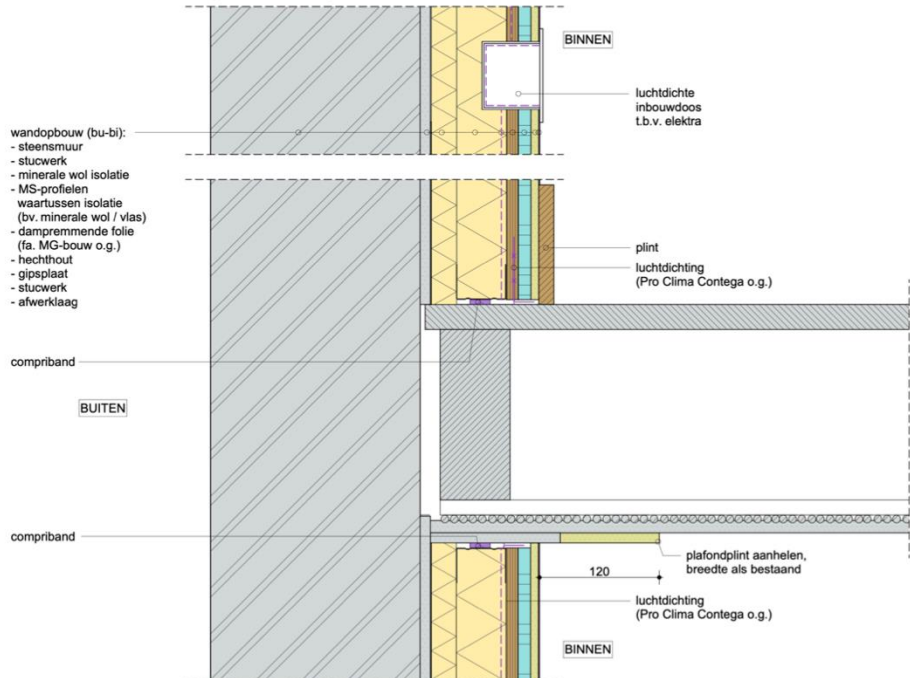 BINNEN
luchtdichte
inbouwdoos
t.b.v. elektra
wandopbouw (bu-bi):
- steensmuur
- stucwerk
- minerale wol isolatie
- MS-profielen
waartussen isolatie
(bv. minerale wol / vlas)
- dampremmende folie
(fa. MG-bouw o.g.)
- hechthout
- gipsplaat
- stucwerk
- afwerklaag
plint
luchtdichting
(Pro Clima Contega o.g.)
compriband
BUITEN
compriband
plafondplint aanhelen,
breedte als bestaand
120
luchtdichting
(Pro Clima Contega o.g.)
BINNEN